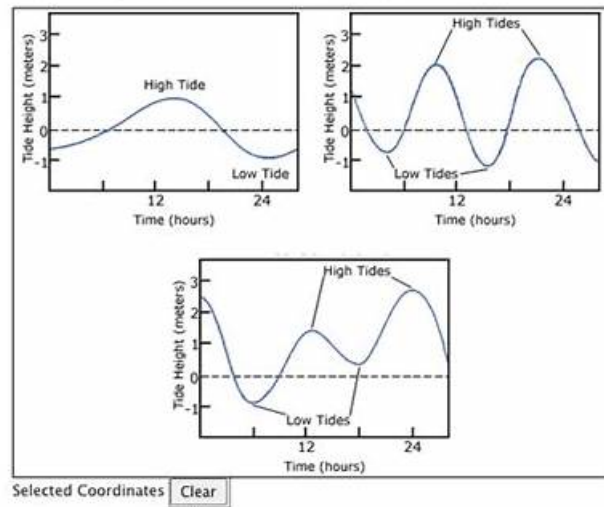 Tide Height (meters)
3
2
1
0
-1
High Tide
Low Tide
12
24
Time (hours)
Tide Height (meters)
3
2
1
0
-1
High Tides
Low Tides
12
24
Time (hours)
Tide Height (meters)
3
2
1
0
-1
High Tides
Low Tides
12
24
Time (hours)
Selected Coordinates Clear